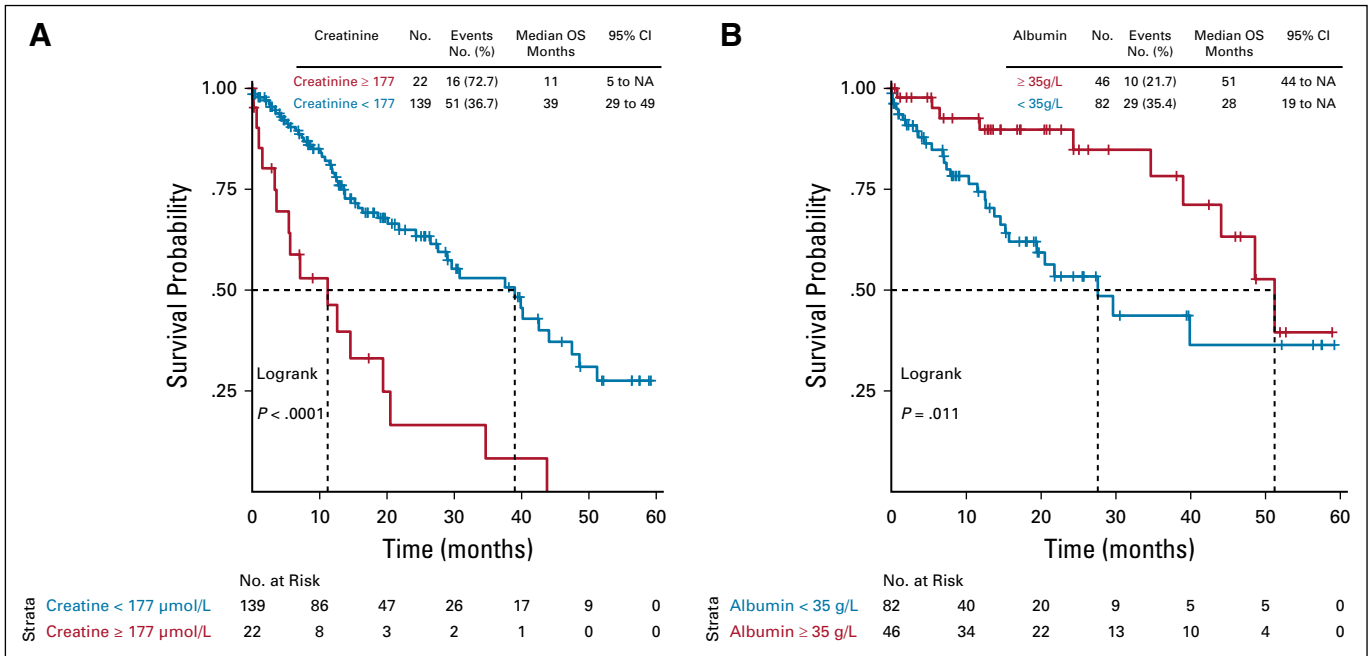 A
Creatinine No. Events No. (%) Median OS Months 95% CI
Creatinine ≥ 177 22 16 (72.7) 11 5 to NA
Creatinine < 177 139 51 (36.7) 39 29 to 49
1.00
.75
.50
.25
Survival Probability
Logrank
P < .0001
0 10 20 30 40 50 60
Time (months)
No. at Risk
Strata
Creatine < 177 µmol/L 139 86 47 26 17 9 0
Creatine ≥ 177 µmol/L 22 8 3 2 1 0 0
B
Albumin No. Events No. (%) Median OS Months 95% CI
≥ 35g/L 46 10 (21.7) 51 44 to NA
< 35g/L 82 29 (35.4) 28 19 to NA
1.00
.75
.50
.25
Survival Probability
Logrank
P = .011
0 10 20 30 40 50 60
Time (months)
No. at Risk
Strata
Albumin < 35 g/L 82 40 20 9 5 5 0
Albumin ≥ 35 g/L 46 34 22 13 10 4 0